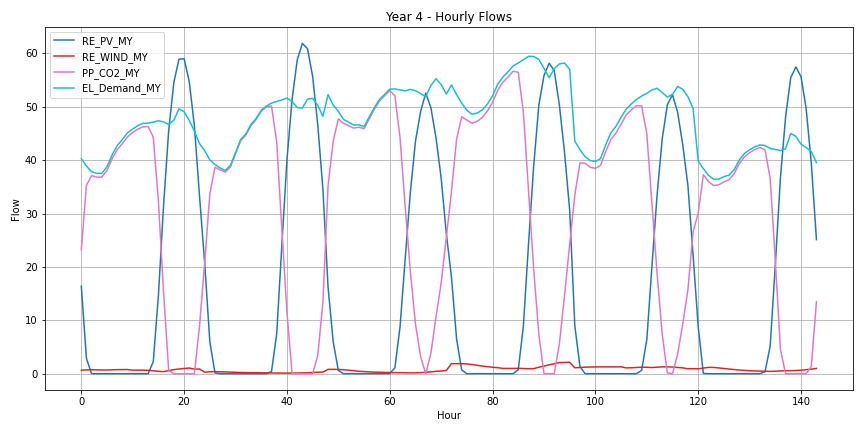 Year 4 - Hourly Flows
RE_PV_MY
RE_WIND_MY
PP_CO2_MY
EL_Demand_MY
Flow
60
50
40
30
20
10
0
0 20 40 60 80 100 120 140
Hour